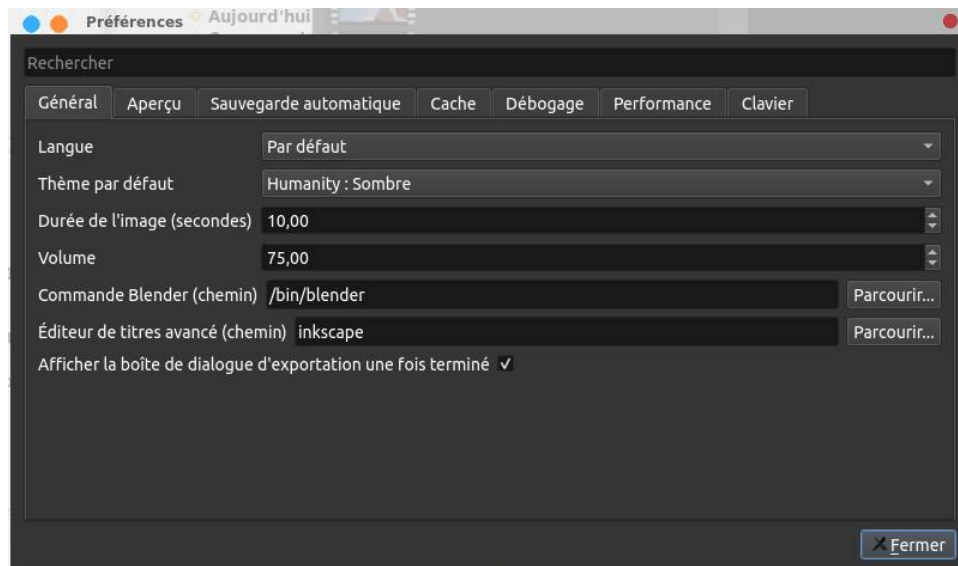 Préférences
Aujourd'hui
Rechercher
Général Aperçu Sauvegarde automatique Cache Débogage Performance Clavier
Langue Par défaut
Thème par défaut Humanity : Sombre
Durée de l'image (secondes) 10,00
Volume 75,00
Commande Blender (chemin) /bin/blender Parcourir...
Éditeur de titres avancé (chemin) inkscape Parcourir...
Afficher la boîte de dialogue d'exportation une fois terminé
Fermer